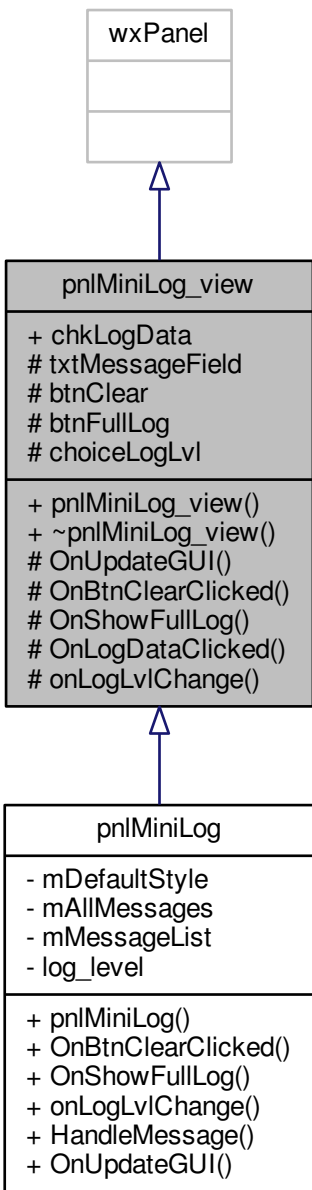 wxPanel
pnlMiniLog_view
+ chkLogData
# txtMessageField
# btnClear
# btnFullLog
# choiceLogLvl
+ pnlMiniLog_view()
+ ~pnlMiniLog_view()
# OnUpdateGUI()
# OnBtnClearClicked()
# OnShowFullLog()
# OnLogDataClicked()
# onLogLvlChange()
pnlMiniLog
- mDefaultStyle
- mAllMessages
- mMessageList
- log_level
+ pnlMiniLog()
+ OnBtnClearClicked()
+ OnShowFullLog()
+ onLogLvlChange()
+ HandleMessage()
+ OnUpdateGUI()